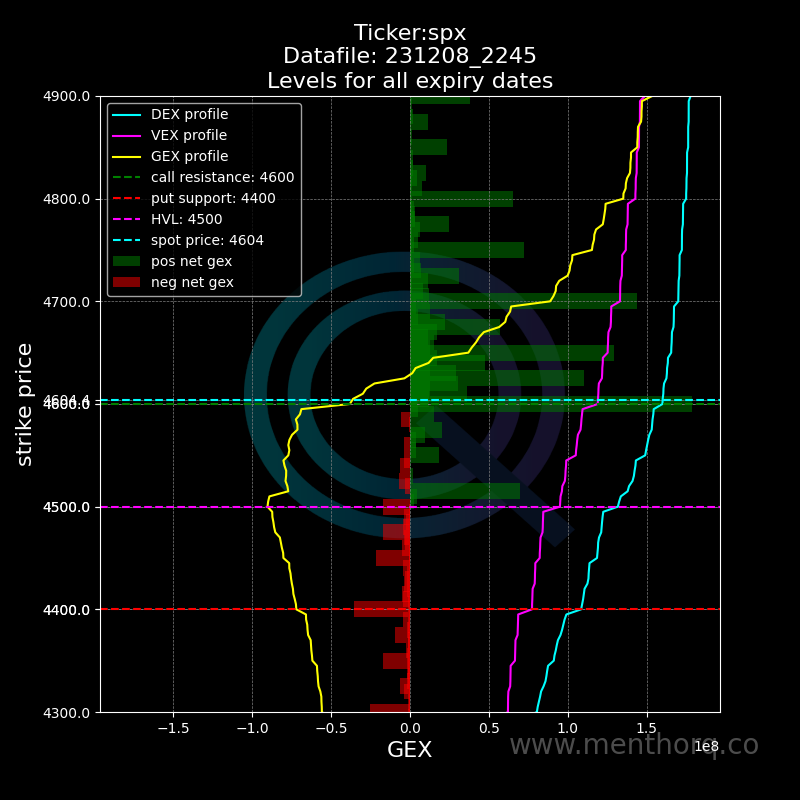 Ticker:spx
Datafile: 231208_2245
Levels for all expiry dates
4900.0
DEX profile
VEX profile
GEX profile
call resistance: 4600
put support: 4400
HVL: 4500
spot price: 4604
pos net gex
neg net gex
4800.0
4700.0
4604.4
4600.0
4500.0
4400.0
4300.0
strike price
−1.5
−1.0
−0.5
0.0
0.5
1.0
1.5
1e8
GEX
www.menthorq.co